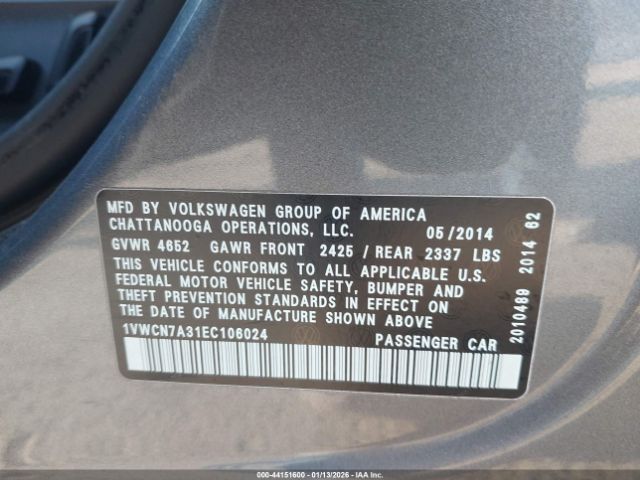 MFD BY VOLKSWAGEN GROUP OF AMERICA
CHATTANOOGA OPERATIONS, LLC. 05/2014
GVWR 4652 GAWR FRONT 2425 / REAR 2337 LBS
THIS VEHICLE CONFORMS TO ALL APPLICABLE U.S.
FEDERAL MOTOR VEHICLE SAFETY, BUMPER AND
THEFT PREVENTION STANDARDS IN EFFECT ON
THE DATE OF MANUFACTURE SHOWN ABOVE
1VWCN7A31EC106024 PASSENGER CAR
2010489 2014 62
000-44151600 - 01/13/2026 - IAAI.COM